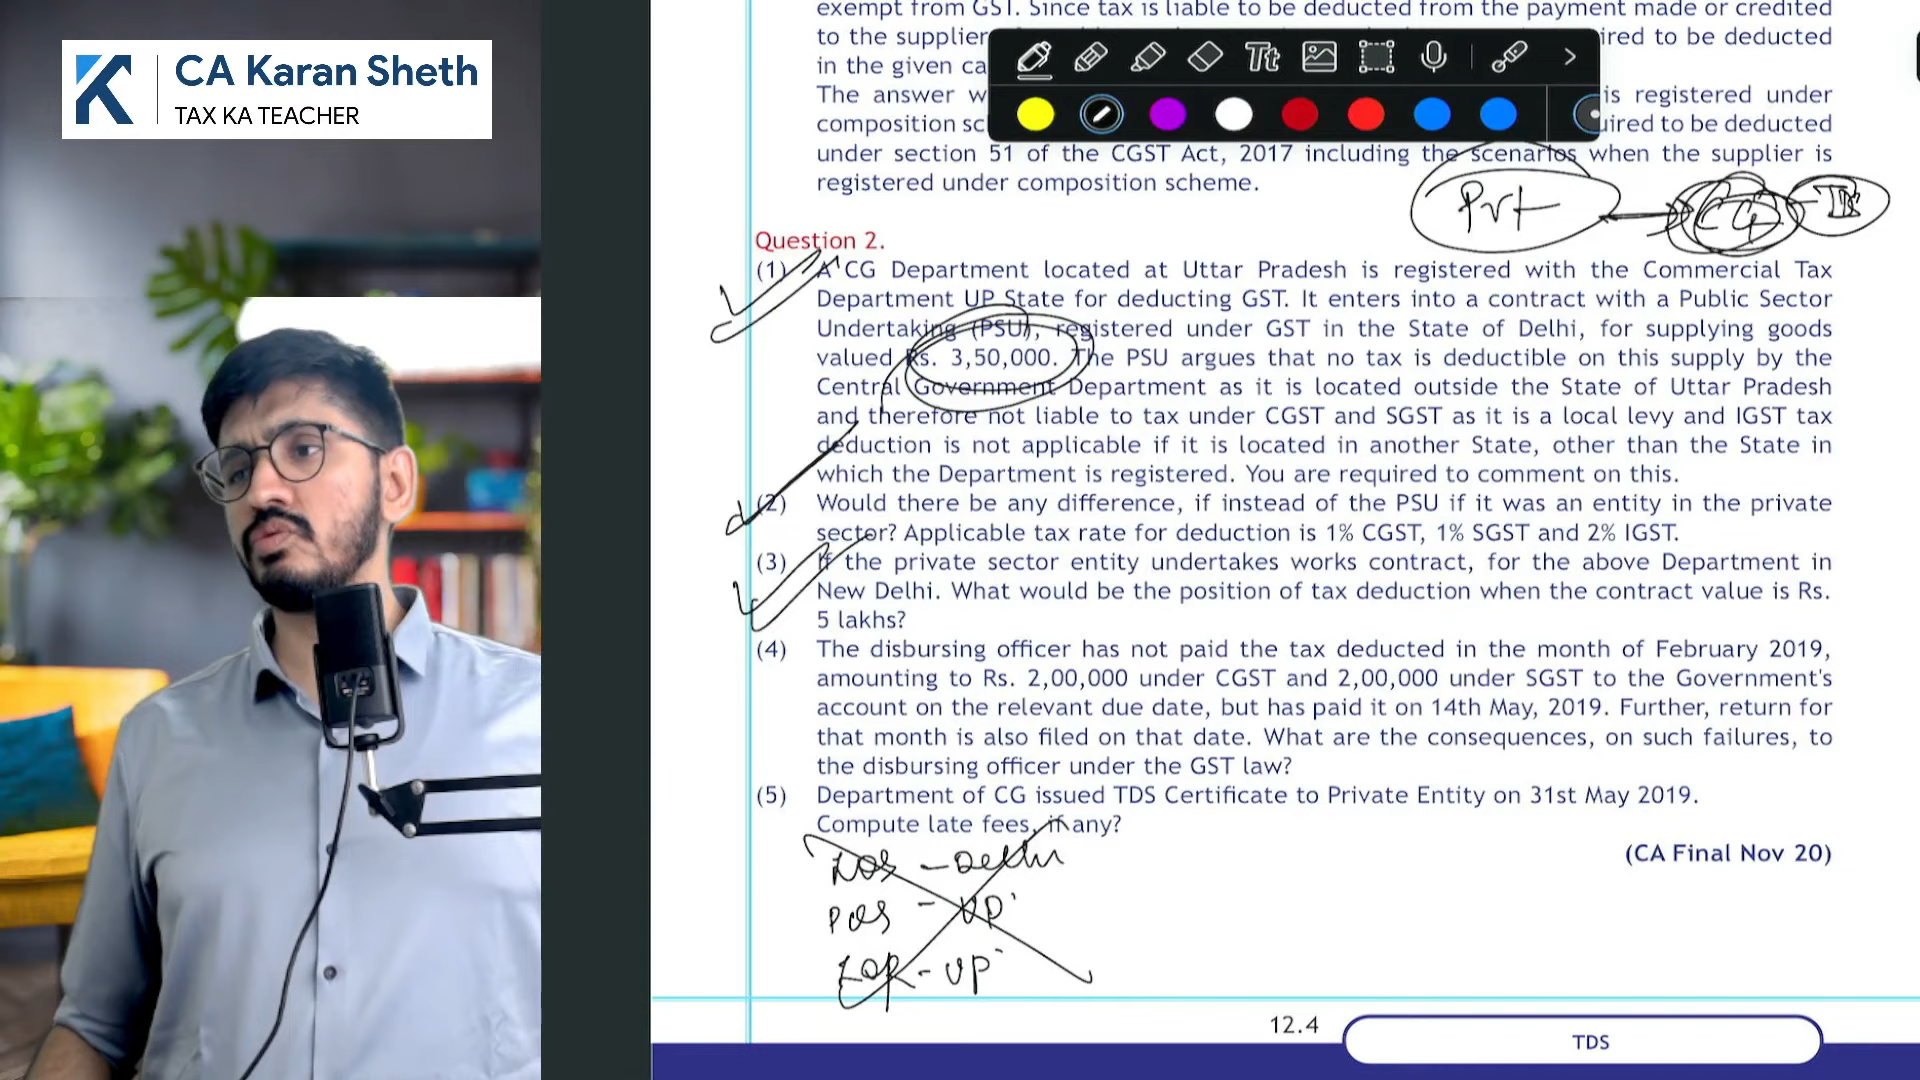 CA Karan Sheth
TAX KA TEACHER
exempt from GST. Since tax is liable to be deducted from the payment made or credited
to the supplier
ired to be deducted
in the given ca
The answer w
is registered under
composition sc
uired to be deducted
under section 51 of the CGST Act, 2017 including the scenarios when the supplier is
registered under composition scheme.
Tt
Pvt
CG
Question 2.
(1) A CG Department located at Uttar Pradesh is registered with the Commercial Tax
Department UP State for deducting GST. It enters into a contract with a Public Sector
Undertaking (PSU), registered under GST in the State of Delhi, for supplying goods
valued Rs. 3,50,000. The PSU argues that no tax is deductible on this supply by the
Central Government Department as it is located outside the State of Uttar Pradesh
and therefore not liable to tax under CGST and SGST as it is a local levy and IGST tax
deduction is not applicable if it is located in another State, other than the State in
which the Department is registered. You are required to comment on this.
(2) Would there be any difference, if instead of the PSU if it was an entity in the private
sector? Applicable tax rate for deduction is 1% CGST, 1% SGST and 2% IGST.
(3) If the private sector entity undertakes works contract, for the above Department in
New Delhi. What would be the position of tax deduction when the contract value is Rs.
5 lakhs?
(4) The disbursing officer has not paid the tax deducted in the month of February 2019,
amounting to Rs. 2,00,000 under CGST and 2,00,000 under SGST to the Government's
account on the relevant due date, but has paid it on 14th May, 2019. Further, return for
that month is also filed on that date. What are the consequences, on such failures, to
the disbursing officer under the GST law?
(5) Department of CG issued TDS Certificate to Private Entity on 31st May 2019.
Compute late fees, if any?
(CA Final Nov 20)
LOS - Delhi
POS - UP
LOR - UP
12.4
TDS